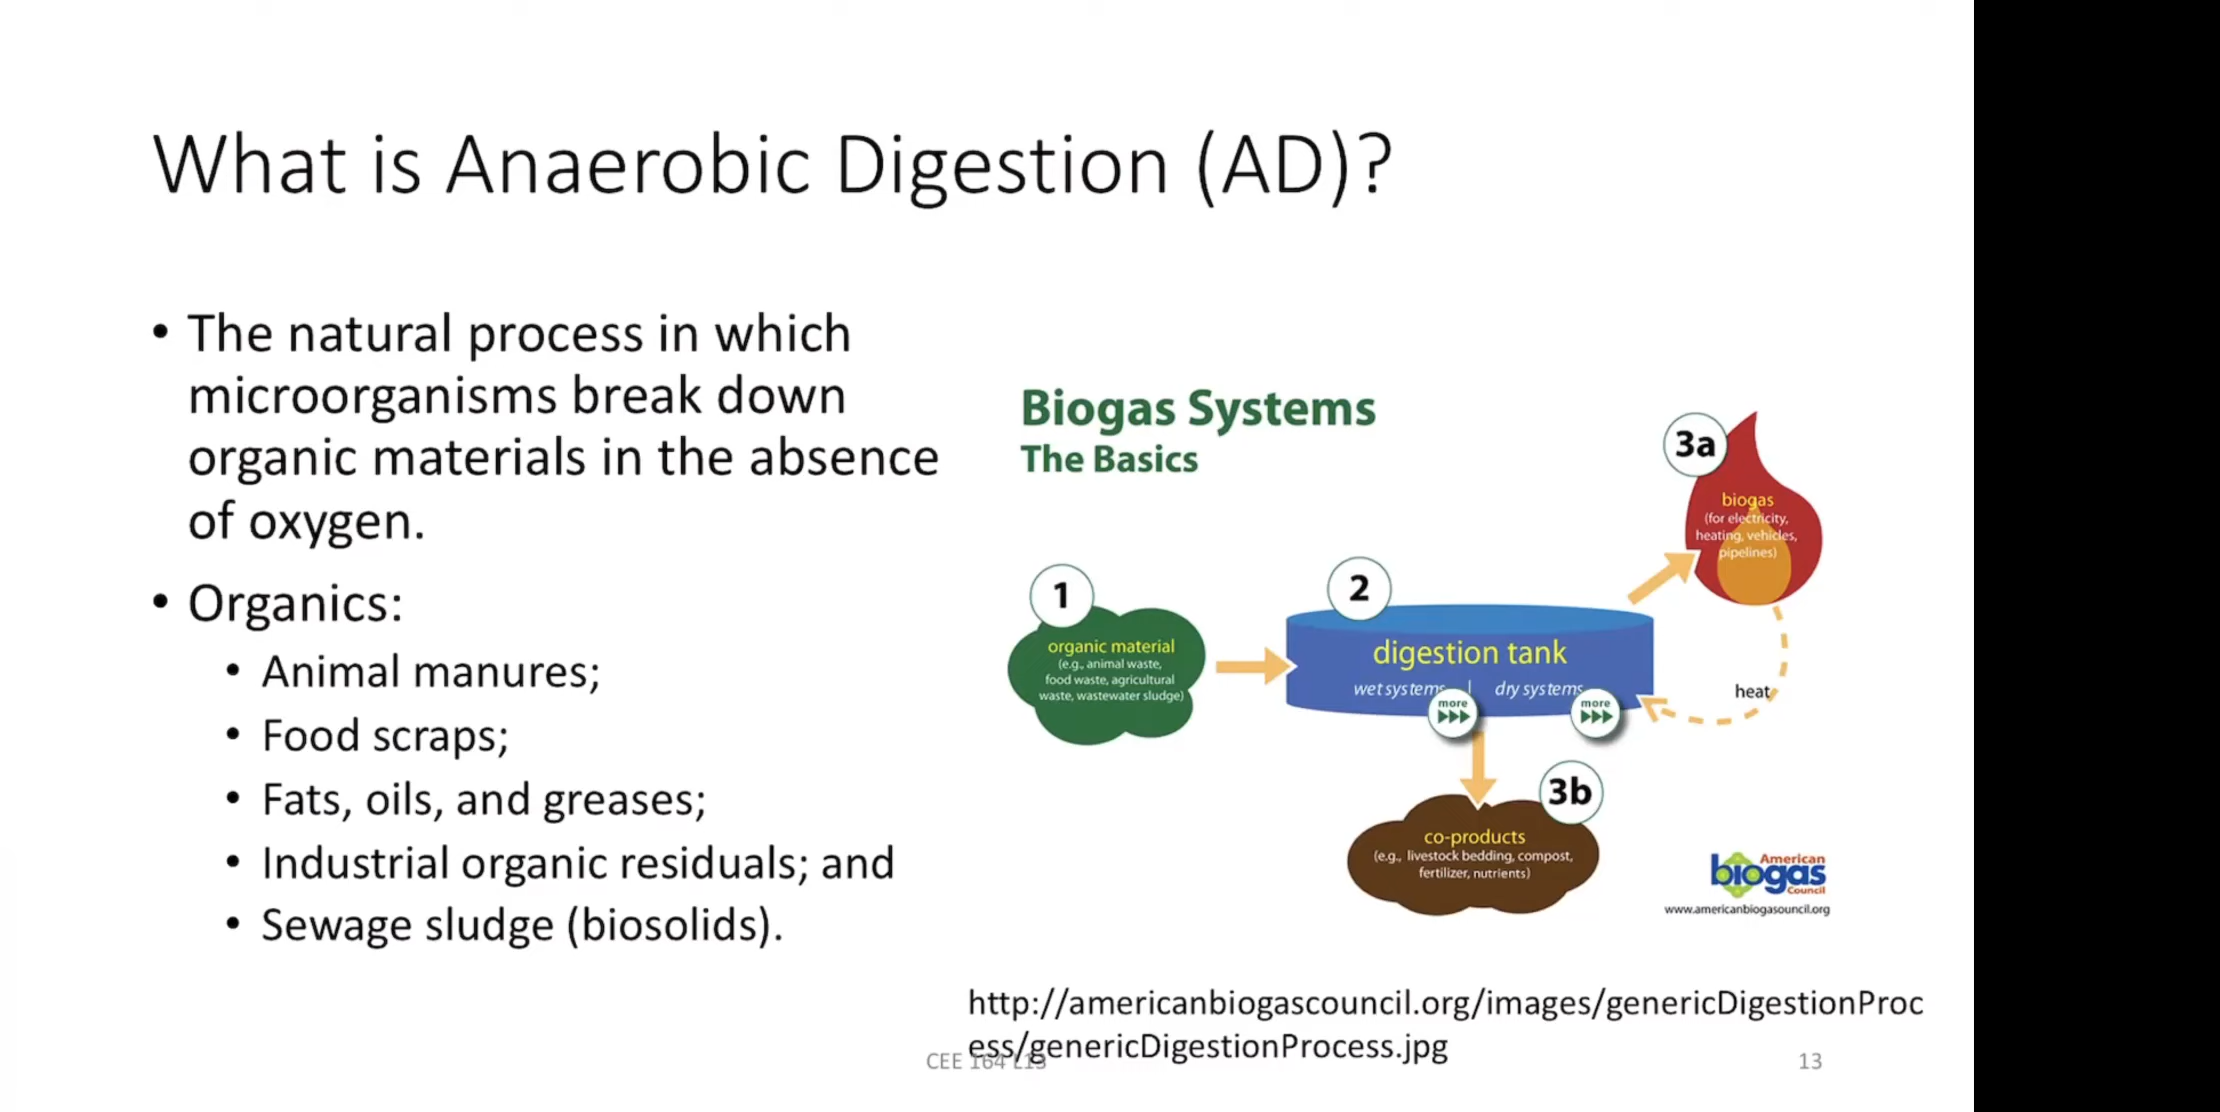 What is Anaerobic Digestion (AD)?
• The natural process in which
microorganisms break down
organic materials in the absence
of oxygen.
• Organics:
• Animal manures;
• Food scraps;
• Fats, oils, and greases;
• Industrial organic residuals; and
• Sewage sludge (biosolids).
Biogas Systems
The Basics
1
organic material
(e.g., animal waste,
food waste, agricultural
waste, wastewater sludge)
2
digestion tank
wet systems | dry systems
more
more
3a
biogas
(for electricity,
heating, vehicles,
pipelines)
heat
3b
co-products
(e.g., livestock bedding, compost,
fertilizer, nutrients)
American
biogas
Council
www.americanbiogasouncil.org
http://americanbiogascouncil.org/images/genericDigestionProc
ess/genericDigestionProcess.jpg
CEE 164 L13
13